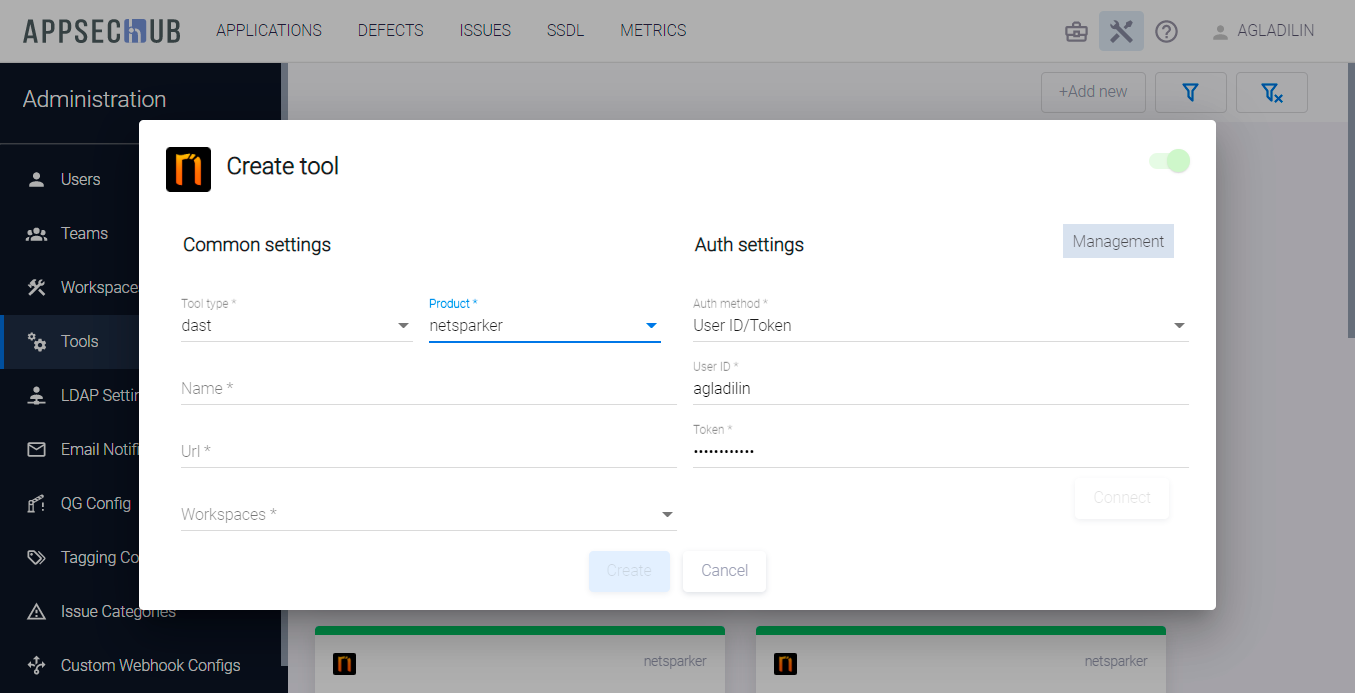 APPSECHUB APPLICATIONS DEFECTS ISSUES SSDL METRICS AGLADILIN
Administration
+Add new
Create tool
Users
Teams
Common settings
Auth settings
Management
Workspace
Tool type *
Product *
Auth method *
dast
netsparker
User ID/Token
Tools
User ID *
Name *
agladilin
LDAP Settin
Token *
Url *
••••••••••••
Email Notifi
Connect
QG Config
Workspaces *
Tagging Co
Create
Cancel
Issue Categories
Custom Webhook Configs
netsparker
netsparker